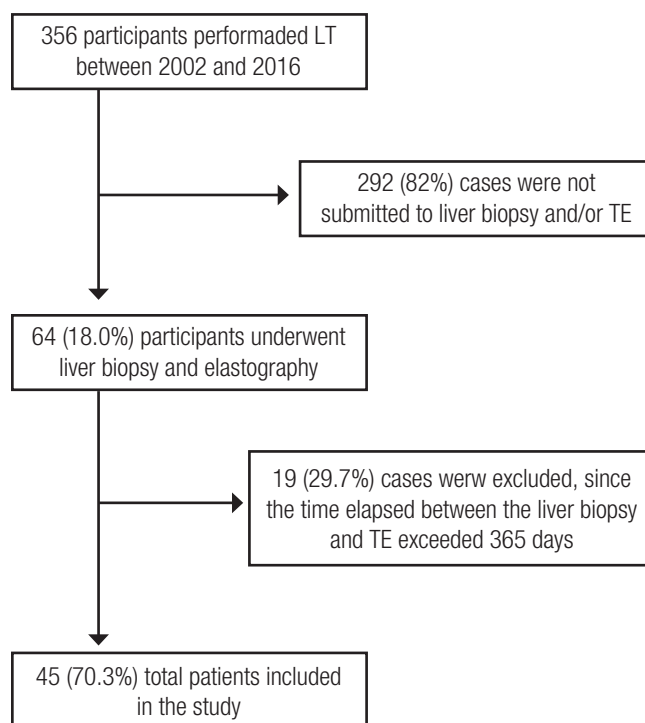 356 participants performaded LT
between 2002 and 2016
292 (82%) cases were not
submitted to liver biopsy and/or TE
64 (18.0%) participants underwent
liver biopsy and elastography
19 (29.7%) cases werw excluded, since
the time elapsed between the liver biopsy
and TE exceeded 365 days
45 (70.3%) total patients included
in the study